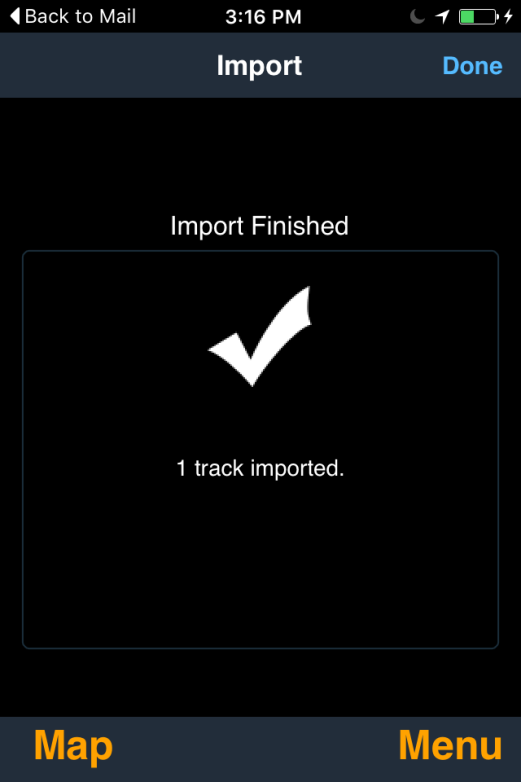 Back to Mail 3:16 PM
Import Done
Import Finished
1 track imported.
Map Menu